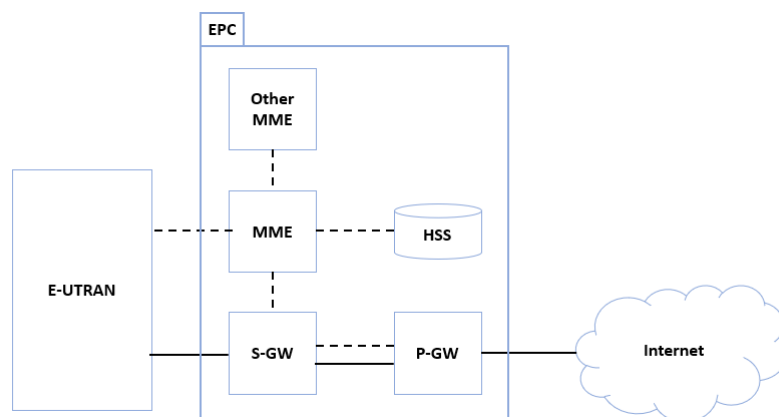 EPC
Other
MME
MME
HSS
E-UTRAN
S-GW
P-GW
Internet